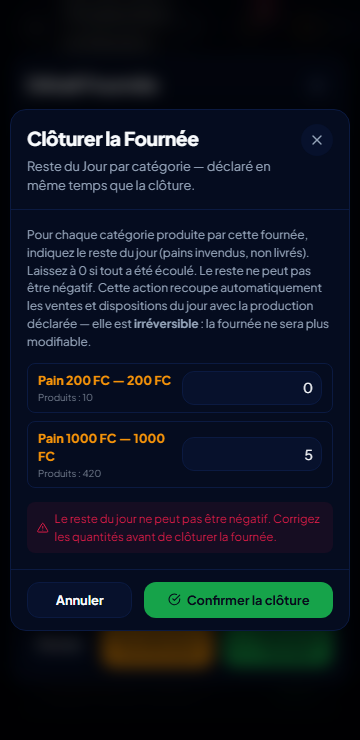 Clôturer la Fournée
Reste du Jour par catégorie — déclaré en
même temps que la clôture.
Pour chaque catégorie produite par cette fournée,
indiquez le reste du jour (pains invendus, non livrés).
Laissez à 0 si tout a été écoulé. Le reste ne peut pas
être négatif. Cette action recoupe automatiquement
les ventes et dispositions du jour avec la production
déclarée — elle est irréversible : la fournée ne sera plus
modifiable.
Pain 200 FC — 200 FC
Produits : 10
0
Pain 1000 FC — 1000
FC
Produits : 420
5
Le reste du jour ne peut pas être négatif. Corrigez
les quantités avant de clôturer la fournée.
Annuler
Confirmer la clôture